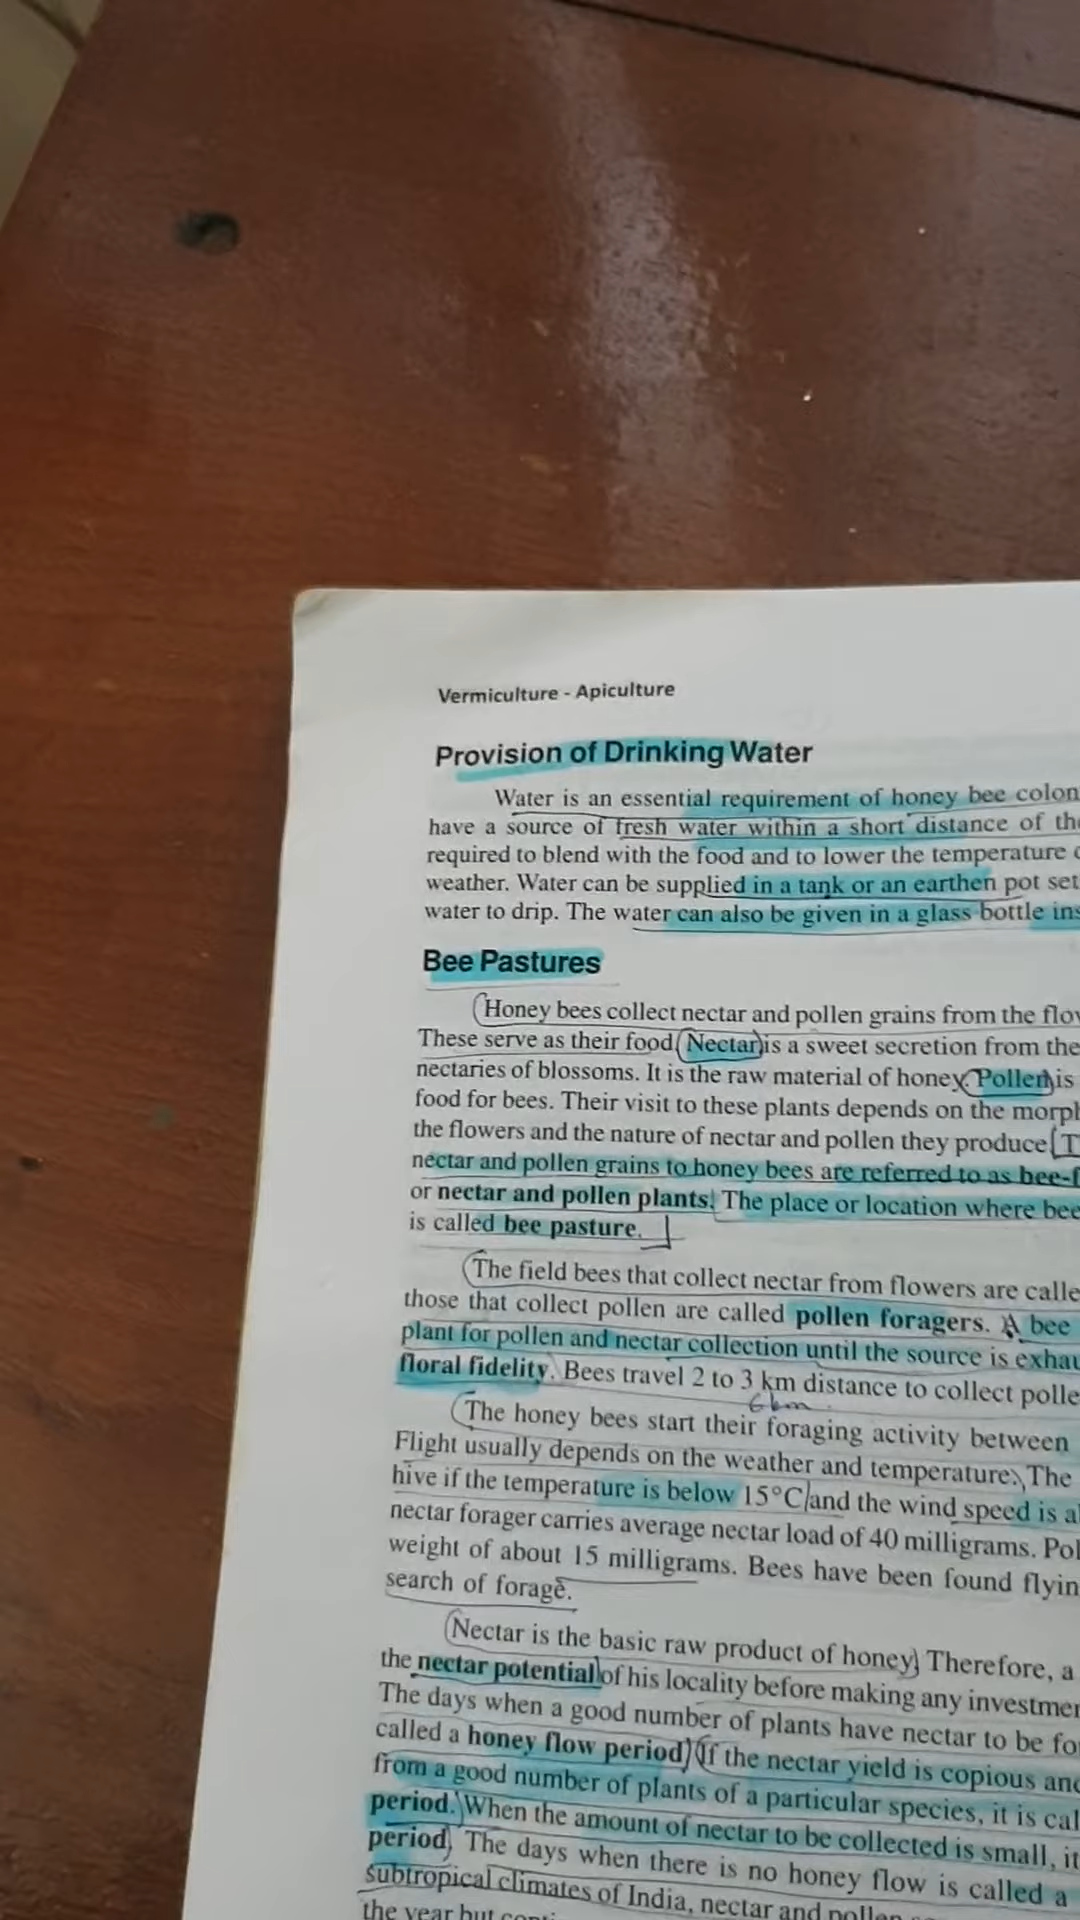 Vermiculture - Apiculture
Provision of Drinking Water
Water is an essential requirement of honey bee colon
have a source of fresh water within a short distance of the
required to blend with the food and to lower the temperature
weather. Water can be supplied in a tank or an earthen pot set
water to drip. The water can also be given in a glass bottle ins
Bee Pastures
Honey bees collect nectar and pollen grains from the flo
These serve as their food. Nectar is a sweet secretion from the
nectaries of blossoms. It is the raw material of honey. Pollen is
food for bees. Their visit to these plants depends on the morph
the flowers and the nature of nectar and pollen they produce. T
nectar and pollen grains to honey bees are referred to as bee-f
or nectar and pollen plants. The place or location where bee
is called bee pasture.
The field bees that collect nectar from flowers are calle
those that collect pollen are called pollen foragers. A bee
plant for pollen and nectar collection until the source is exhau
floral fidelity. Bees travel 2 to 3 km distance to collect polle
6km
The honey bees start their foraging activity between
Flight usually depends on the weather and temperature. The
hive if the temperature is below 15°C and the wind speed is a
nectar forager carries average nectar load of 40 milligrams. Pol
weight of about 15 milligrams. Bees have been found flyin
search of forage.
Nectar is the basic raw product of honey. Therefore, a
the nectar potential of his locality before making any investmen
The days when a good number of plants have nectar to be fo
called a honey flow period. If the nectar yield is copious and
from a good number of plants of a particular species, it is cal
period. When the amount of nectar to be collected is small, it
period. The days when there is no honey flow is called a
subtropical climates of India, nectar and pollen
the year but